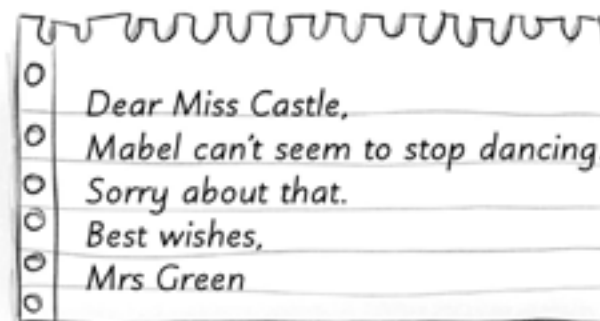 Dear Miss Castle,
Mabel can't seem to stop dancing.
Sorry about that.
Best wishes,
Mrs Green